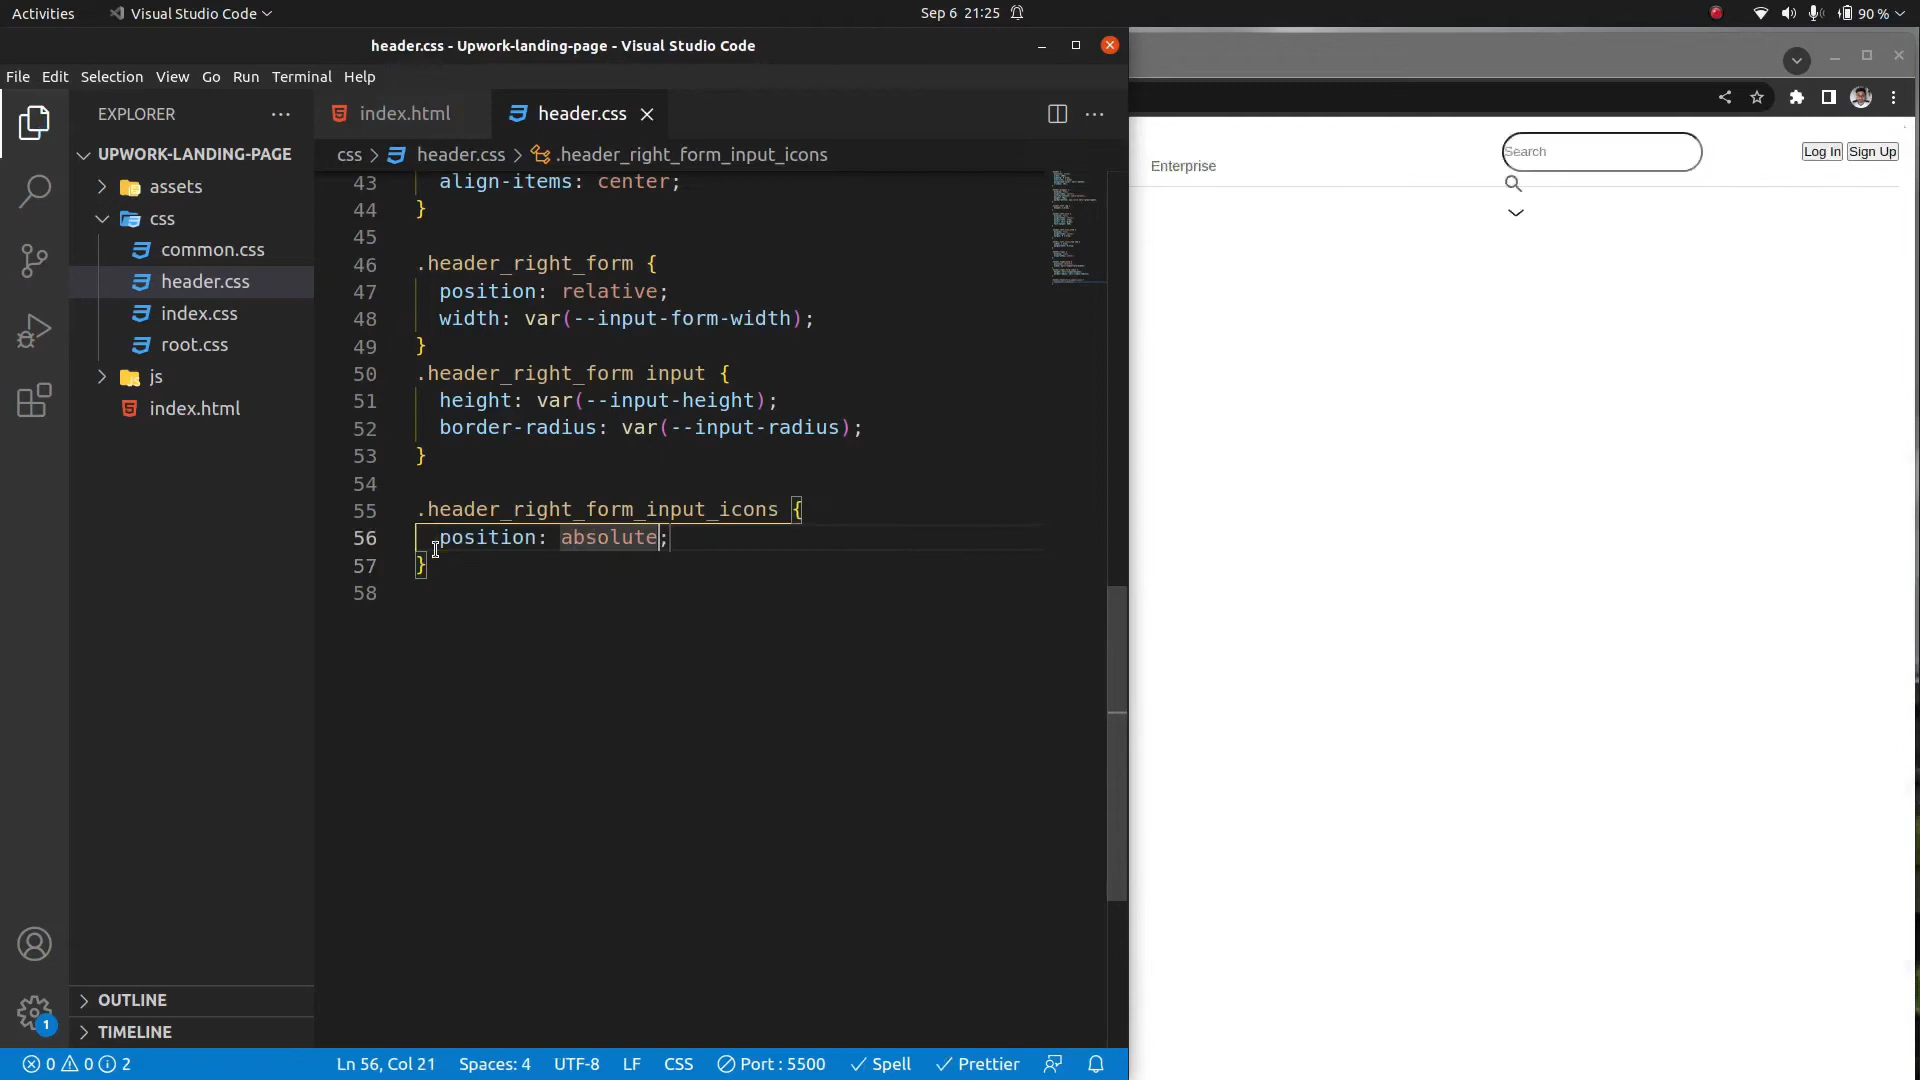 Activities
Visual Studio Code
Sep 6 21:25
90 %
header.css - Upwork-landing-page - Visual Studio Code
File Edit Selection View Go Run Terminal Help
EXPLORER
index.html
header.css
css > header.css > .header_right_form_input_icons
UPWORK-LANDING-PAGE
assets
css
common.css
header.css
index.css
root.css
js
index.html
OUTLINE
TIMELINE
43 align-items: center;
44 }
45
46 .header_right_form {
47 position: relative;
48 width: var(--input-form-width);
49 }
50 .header_right_form input {
51 height: var(--input-height);
52 border-radius: var(--input-radius);
53 }
54
55 .header_right_form_input_icons {
56 position: absolute;
57 }
58
Enterprise
Search
Log In
Sign Up
1
0 0 2
Ln 56, Col 21
Spaces: 4
UTF-8
LF
CSS
Port : 5500
Spell
Prettier